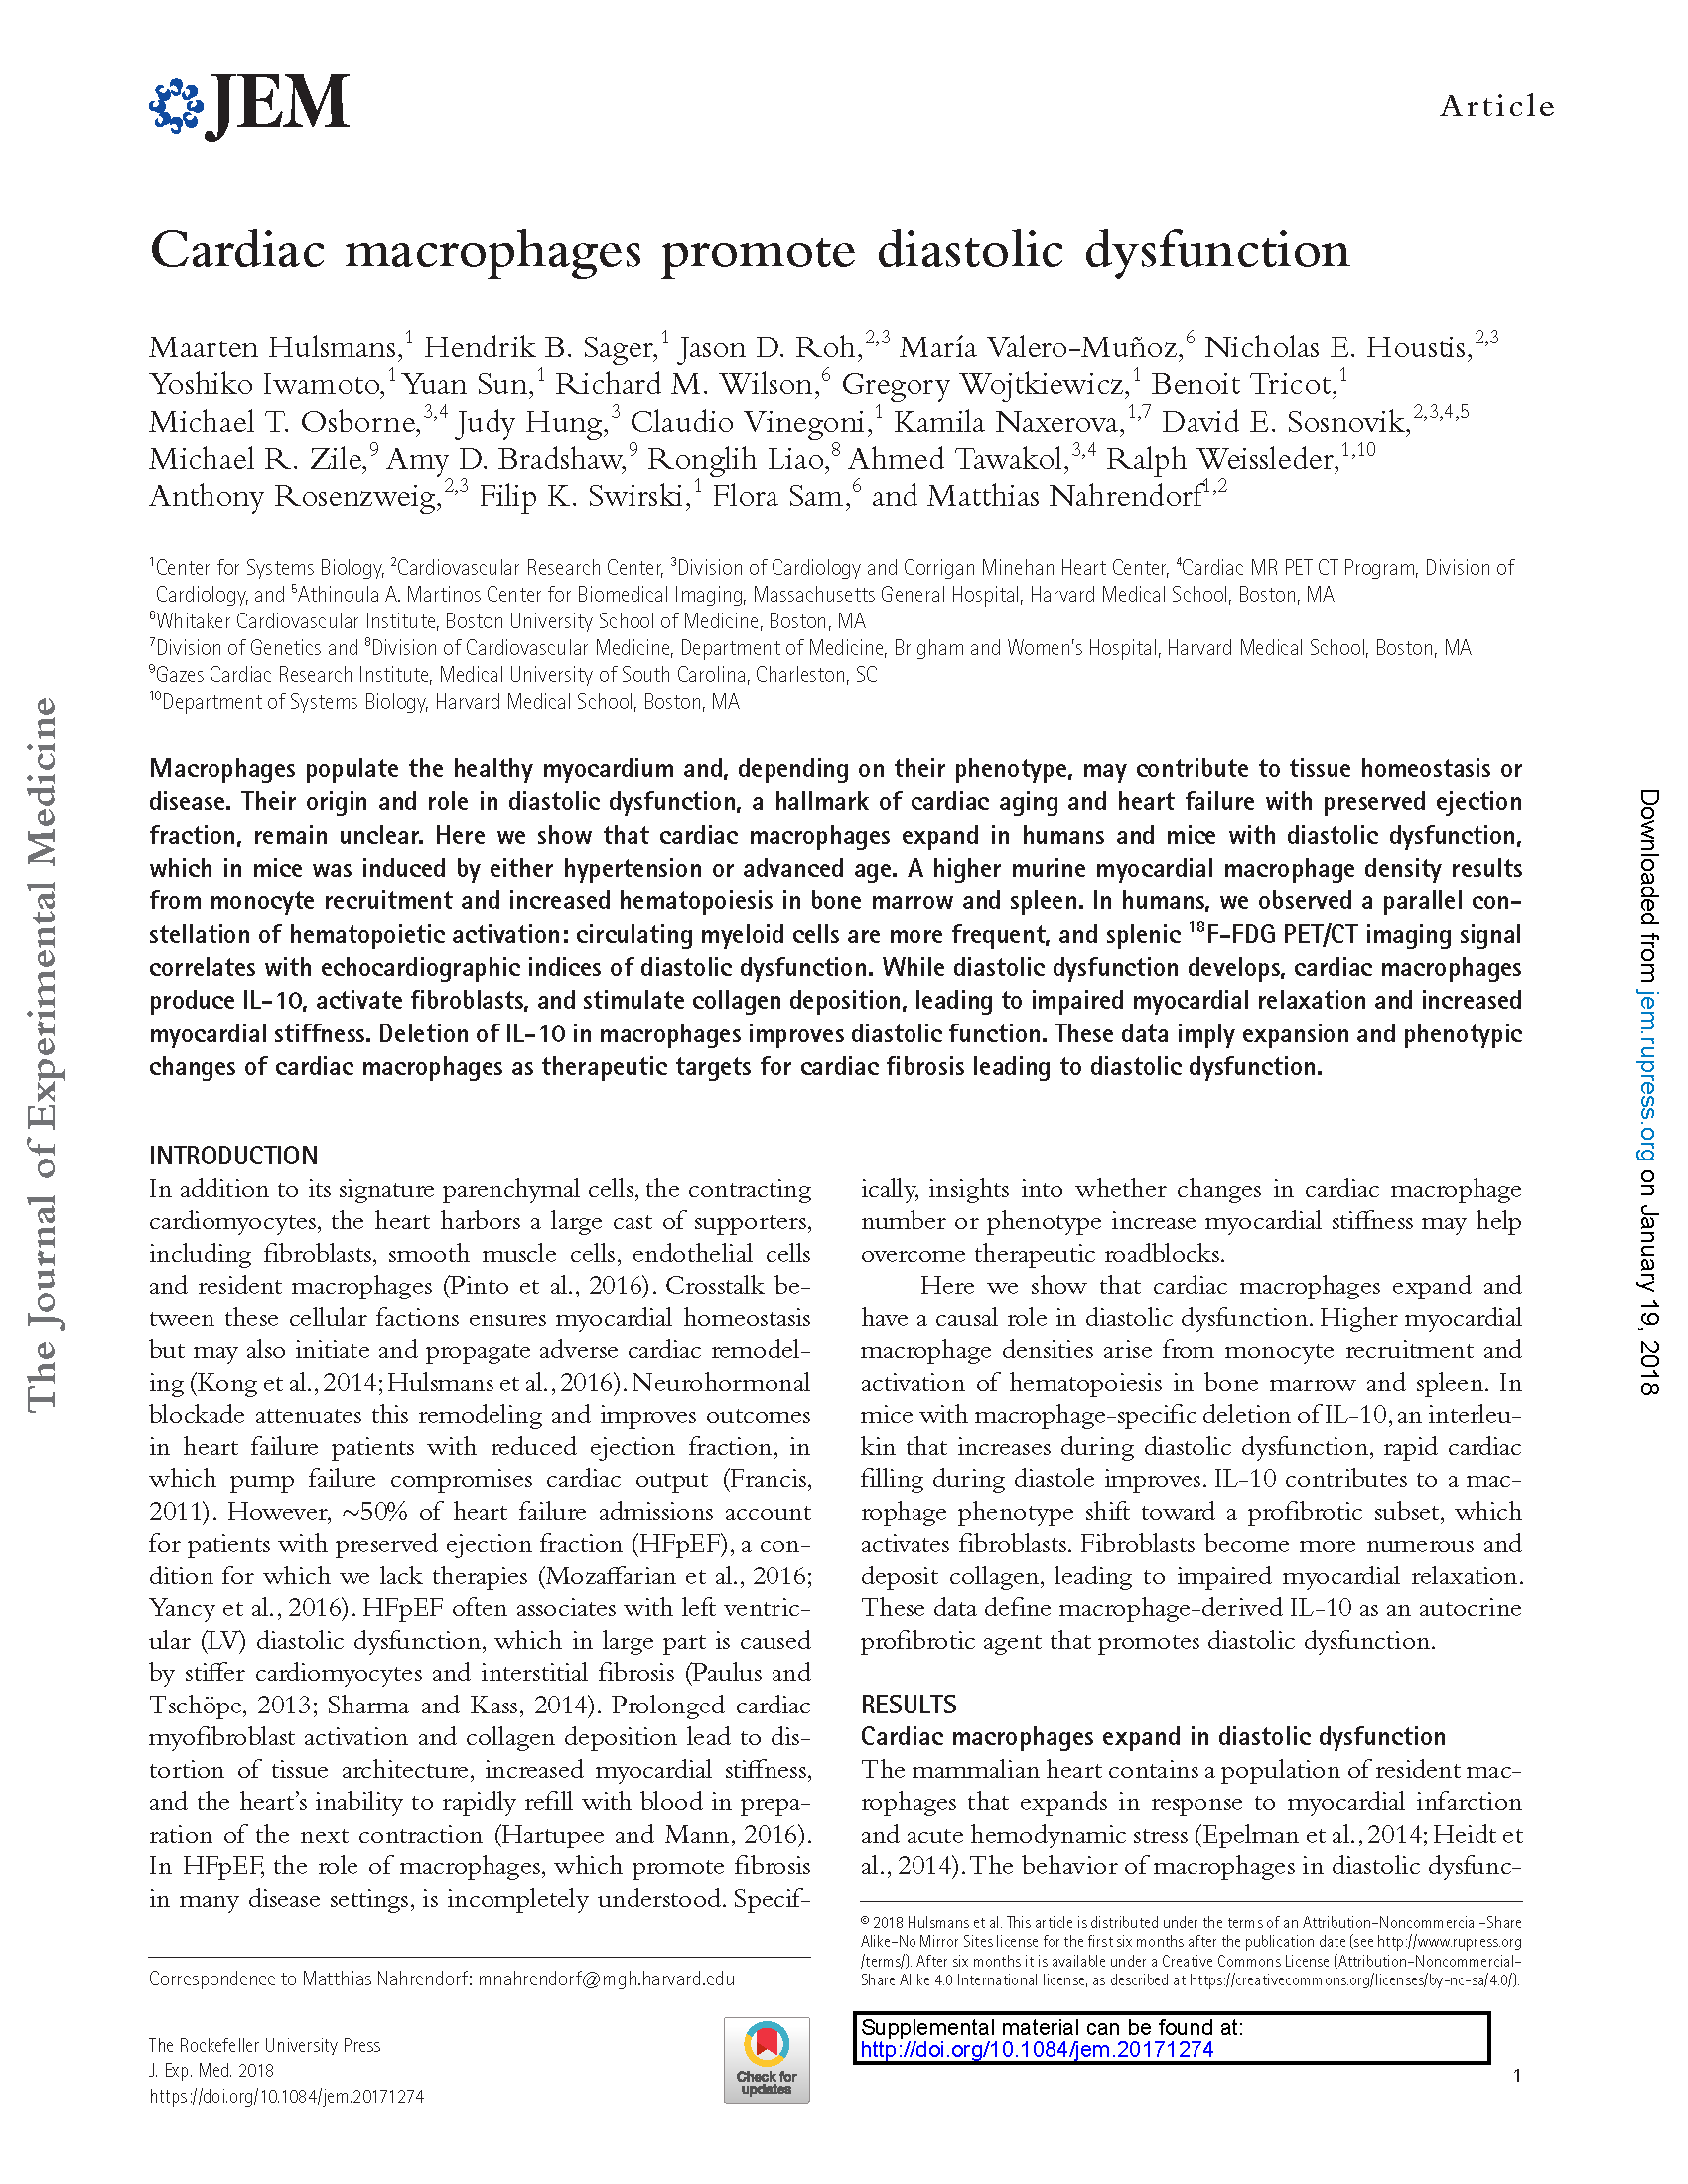 JEM
Article
Cardiac macrophages promote diastolic dysfunction
Maarten Hulsmans,1 Hendrik B. Sager,1 Jason D. Roh,2,3 María Valero-Muñoz,6 Nicholas E. Houstis,2,3
Yoshiko Iwamoto,1 Yuan Sun,1 Richard M. Wilson,6 Gregory Wojtkiewicz,1 Benoit Tricot,1
Michael T. Osborne,3,4 Judy Hung,3 Claudio Vinegoni,1 Kamila Naxerova,1,7 David E. Sosnovik,2,3,4,5
Michael R. Zile,9 Amy D. Bradshaw,9 Ronglih Liao,8 Ahmed Tawakol,3,4 Ralph Weissleder,1,10
Anthony Rosenzweig,2,3 Filip K. Swirski,1 Flora Sam,6 and Matthias Nahrendorf1,2
1Center for Systems Biology, 2Cardiovascular Research Center, 3Division of Cardiology and Corrigan Minehan Heart Center, 4Cardiac MR PET CT Program, Division of
Cardiology, and 5Athinoula A. Martinos Center for Biomedical Imaging, Massachusetts General Hospital, Harvard Medical School, Boston, MA
6Whitaker Cardiovascular Institute, Boston University School of Medicine, Boston, MA
7Division of Genetics and 8Division of Cardiovascular Medicine, Department of Medicine, Brigham and Women's Hospital, Harvard Medical School, Boston, MA
9Gazes Cardiac Research Institute, Medical University of South Carolina, Charleston, SC
10Department of Systems Biology, Harvard Medical School, Boston, MA
Macrophages populate the healthy myocardium and, depending on their phenotype, may contribute to tissue homeostasis or
disease. Their origin and role in diastolic dysfunction, a hallmark of cardiac aging and heart failure with preserved ejection
fraction, remain unclear. Here we show that cardiac macrophages expand in humans and mice with diastolic dysfunction,
which in mice was induced by either hypertension or advanced age. A higher murine myocardial macrophage density results
from monocyte recruitment and increased hematopoiesis in bone marrow and spleen. In humans, we observed a parallel con-
stellation of hematopoietic activation: circulating myeloid cells are more frequent, and splenic 18F-FDG PET/CT imaging signal
correlates with echocardiographic indices of diastolic dysfunction. While diastolic dysfunction develops, cardiac macrophages
produce IL-10, activate fibroblasts, and stimulate collagen deposition, leading to impaired myocardial relaxation and increased
myocardial stiffness. Deletion of IL-10 in macrophages improves diastolic function. These data imply expansion and phenotypic
changes of cardiac macrophages as therapeutic targets for cardiac fibrosis leading to diastolic dysfunction.
INTRODUCTION
In addition to its signature parenchymal cells, the contracting
cardiomyocytes, the heart harbors a large cast of supporters,
including fibroblasts, smooth muscle cells, endothelial cells
and resident macrophages (Pinto et al., 2016). Crosstalk be-
tween these cellular factions ensures myocardial homeostasis
but may also initiate and propagate adverse cardiac remodel-
ing (Kong et al., 2014; Hulsmans et al., 2016). Neurohormonal
blockade attenuates this remodeling and improves outcomes
in heart failure patients with reduced ejection fraction, in
which pump failure compromises cardiac output (Francis,
2011). However, ~50% of heart failure admissions account
for patients with preserved ejection fraction (HFpEF), a con-
dition for which we lack therapies (Mozaffarian et al., 2016;
Yancy et al., 2016). HFpEF often associates with left ventric-
ular (LV) diastolic dysfunction, which in large part is caused
by stiffer cardiomyocytes and interstitial fibrosis (Paulus and
Tschöpe, 2013; Sharma and Kass, 2014). Prolonged cardiac
myofibroblast activation and collagen deposition lead to dis-
tortion of tissue architecture, increased myocardial stiffness,
and the heart's inability to rapidly refill with blood in prepa-
ration of the next contraction (Hartupee and Mann, 2016).
In HFpEF, the role of macrophages, which promote fibrosis
in many disease settings, is incompletely understood. Specif-
ically, insights into whether changes in cardiac macrophage
number or phenotype increase myocardial stiffness may help
overcome therapeutic roadblocks.
Here we show that cardiac macrophages expand and
have a causal role in diastolic dysfunction. Higher myocardial
macrophage densities arise from monocyte recruitment and
activation of hematopoiesis in bone marrow and spleen. In
mice with macrophage-specific deletion of IL-10, an interleu-
kin that increases during diastolic dysfunction, rapid cardiac
filling during diastole improves. IL-10 contributes to a mac-
rophage phenotype shift toward a profibrotic subset, which
activates fibroblasts. Fibroblasts become more numerous and
deposit collagen, leading to impaired myocardial relaxation.
These data define macrophage-derived IL-10 as an autocrine
profibrotic agent that promotes diastolic dysfunction.
RESULTS
Cardiac macrophages expand in diastolic dysfunction
The mammalian heart contains a population of resident mac-
rophages that expands in response to myocardial infarction
and acute hemodynamic stress (Epelman et al., 2014; Heidt et
al., 2014). The behavior of macrophages in diastolic dysfunc-
© 2018 Hulsmans et al. This article is distributed under the terms of an Attribution–Noncommercial–Share
Alike–No Mirror Sites license for the first six months after the publication date (see http://www.rupress.org
/terms/). After six months it is available under a Creative Commons License (Attribution–Noncommercial–
Share Alike 4.0 International license, as described at https://creativecommons.org/licenses/by-nc-sa/4.0/).
Correspondence to Matthias Nahrendorf: mnahrendorf@mgh.harvard.edu
The Rockefeller University Press
J. Exp. Med. 2018
https://doi.org/10.1084/jem.20171274
Check for
updates
Supplemental material can be found at:
http://doi.org/10.1084/jem.20171274
1
The Journal of Experimental Medicine
Downloaded from jem.rupress.org on January 19, 2018